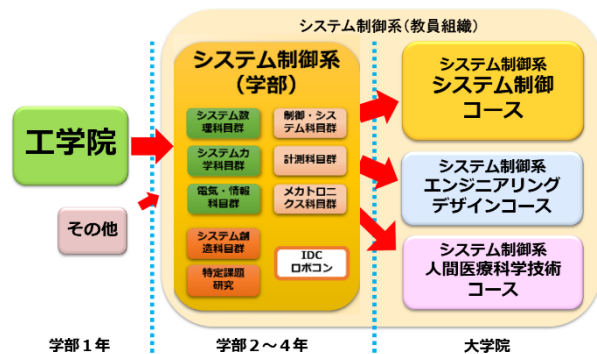 システム制御系(教員組織)
システム制御系
(学部)
システム数
理科目群
制御・シス
テム科目群
システム力
学科目群
計測科目群
電気・情報
科目群
メカトロニ
クス科目群
システム創
造科目群
特定課題
研究
IDC
ロボコン
工学院
その他
システム制御系
システム制御
コース
システム制御系
エンジニアリング
デザインコース
システム制御系
人間医療科学技術
コース
学部1年
学部2~4年
大学院